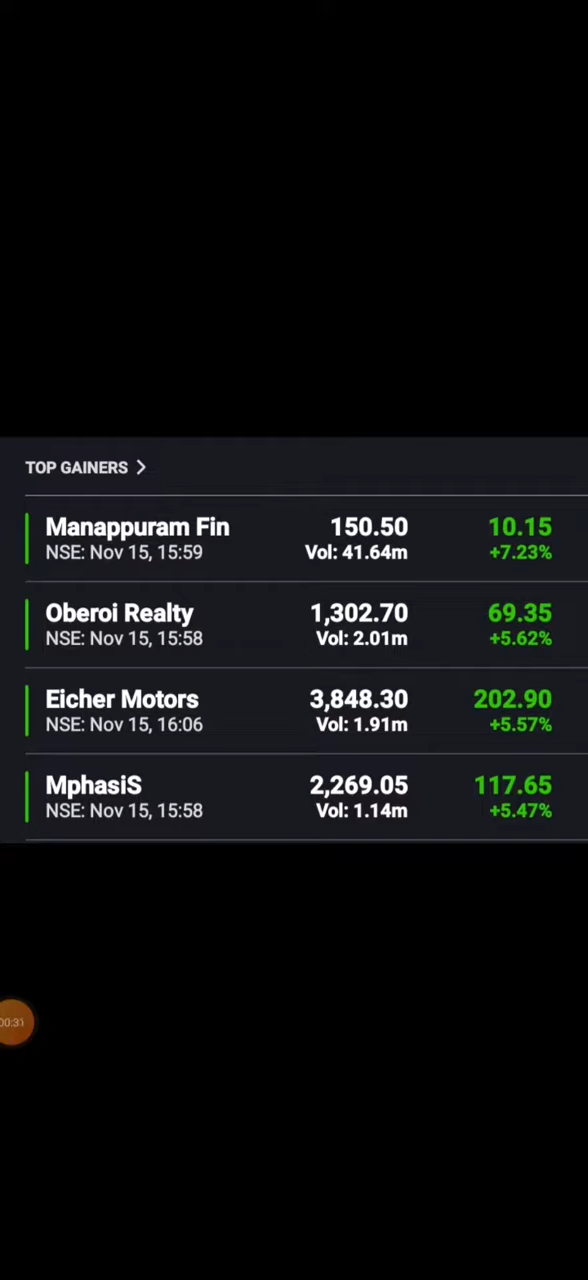 TOP GAINERS >
Manappuram Fin 150.50 10.15
NSE: Nov 15, 15:59 Vol: 41.64m +7.23%
Oberoi Realty 1,302.70 69.35
NSE: Nov 15, 15:58 Vol: 2.01m +5.62%
Eicher Motors 3,848.30 202.90
NSE: Nov 15, 16:06 Vol: 1.91m +5.57%
MphasiS 2,269.05 117.65
NSE: Nov 15, 15:58 Vol: 1.14m +5.47%
00:31